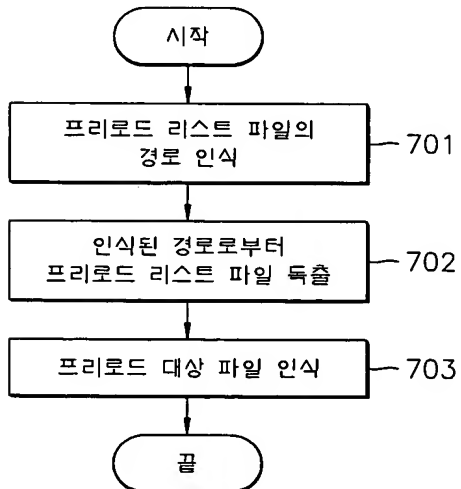 시작
프리로드 리스트 파일의
경로 인식
701
인식된 경로로부터
프리로드 리스트 파일 독출
702
프리로드 대상 파일 인식
703
끝